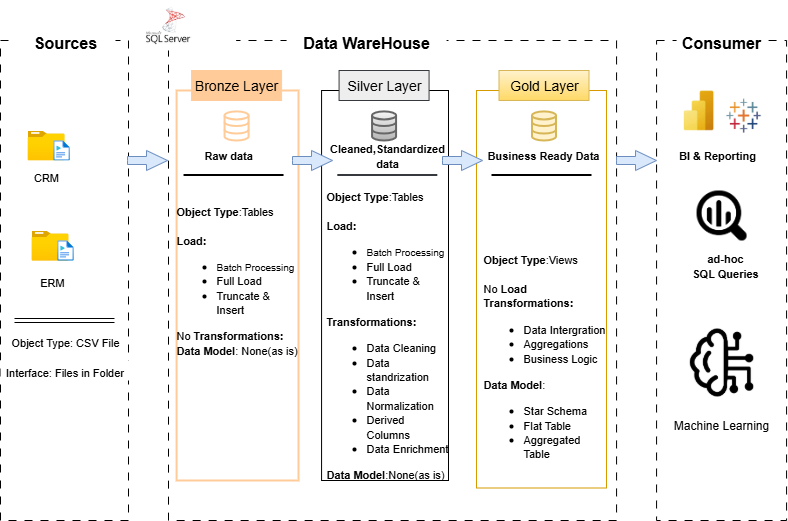 Sources
CRM
ERM
Object Type: CSV File
Interface: Files in Folder
SQL Server
Data WareHouse
Bronze Layer
Raw data
Object Type:Tables
Load:
Batch Processing
Full Load
Truncate &
Insert
No Transformations:
Data Model: None(as is)
Silver Layer
Cleaned,Standardized
data
Object Type:Tables
Load:
Batch Processing
Full Load
Truncate &
Insert
Transformations:
Data Cleaning
Data
standrization
Data
Normalization
Derived
Columns
Data Enrichment
Data Model:None(as is)
Gold Layer
Business Ready Data
Object Type:Views
No Load
Transformations:
Data Intergration
Aggregations
Business Logic
Data Model:
Star Schema
Flat Table
Aggregated
Table
Consumer
BI & Reporting
ad-hoc
SQL Queries
Machine Learning